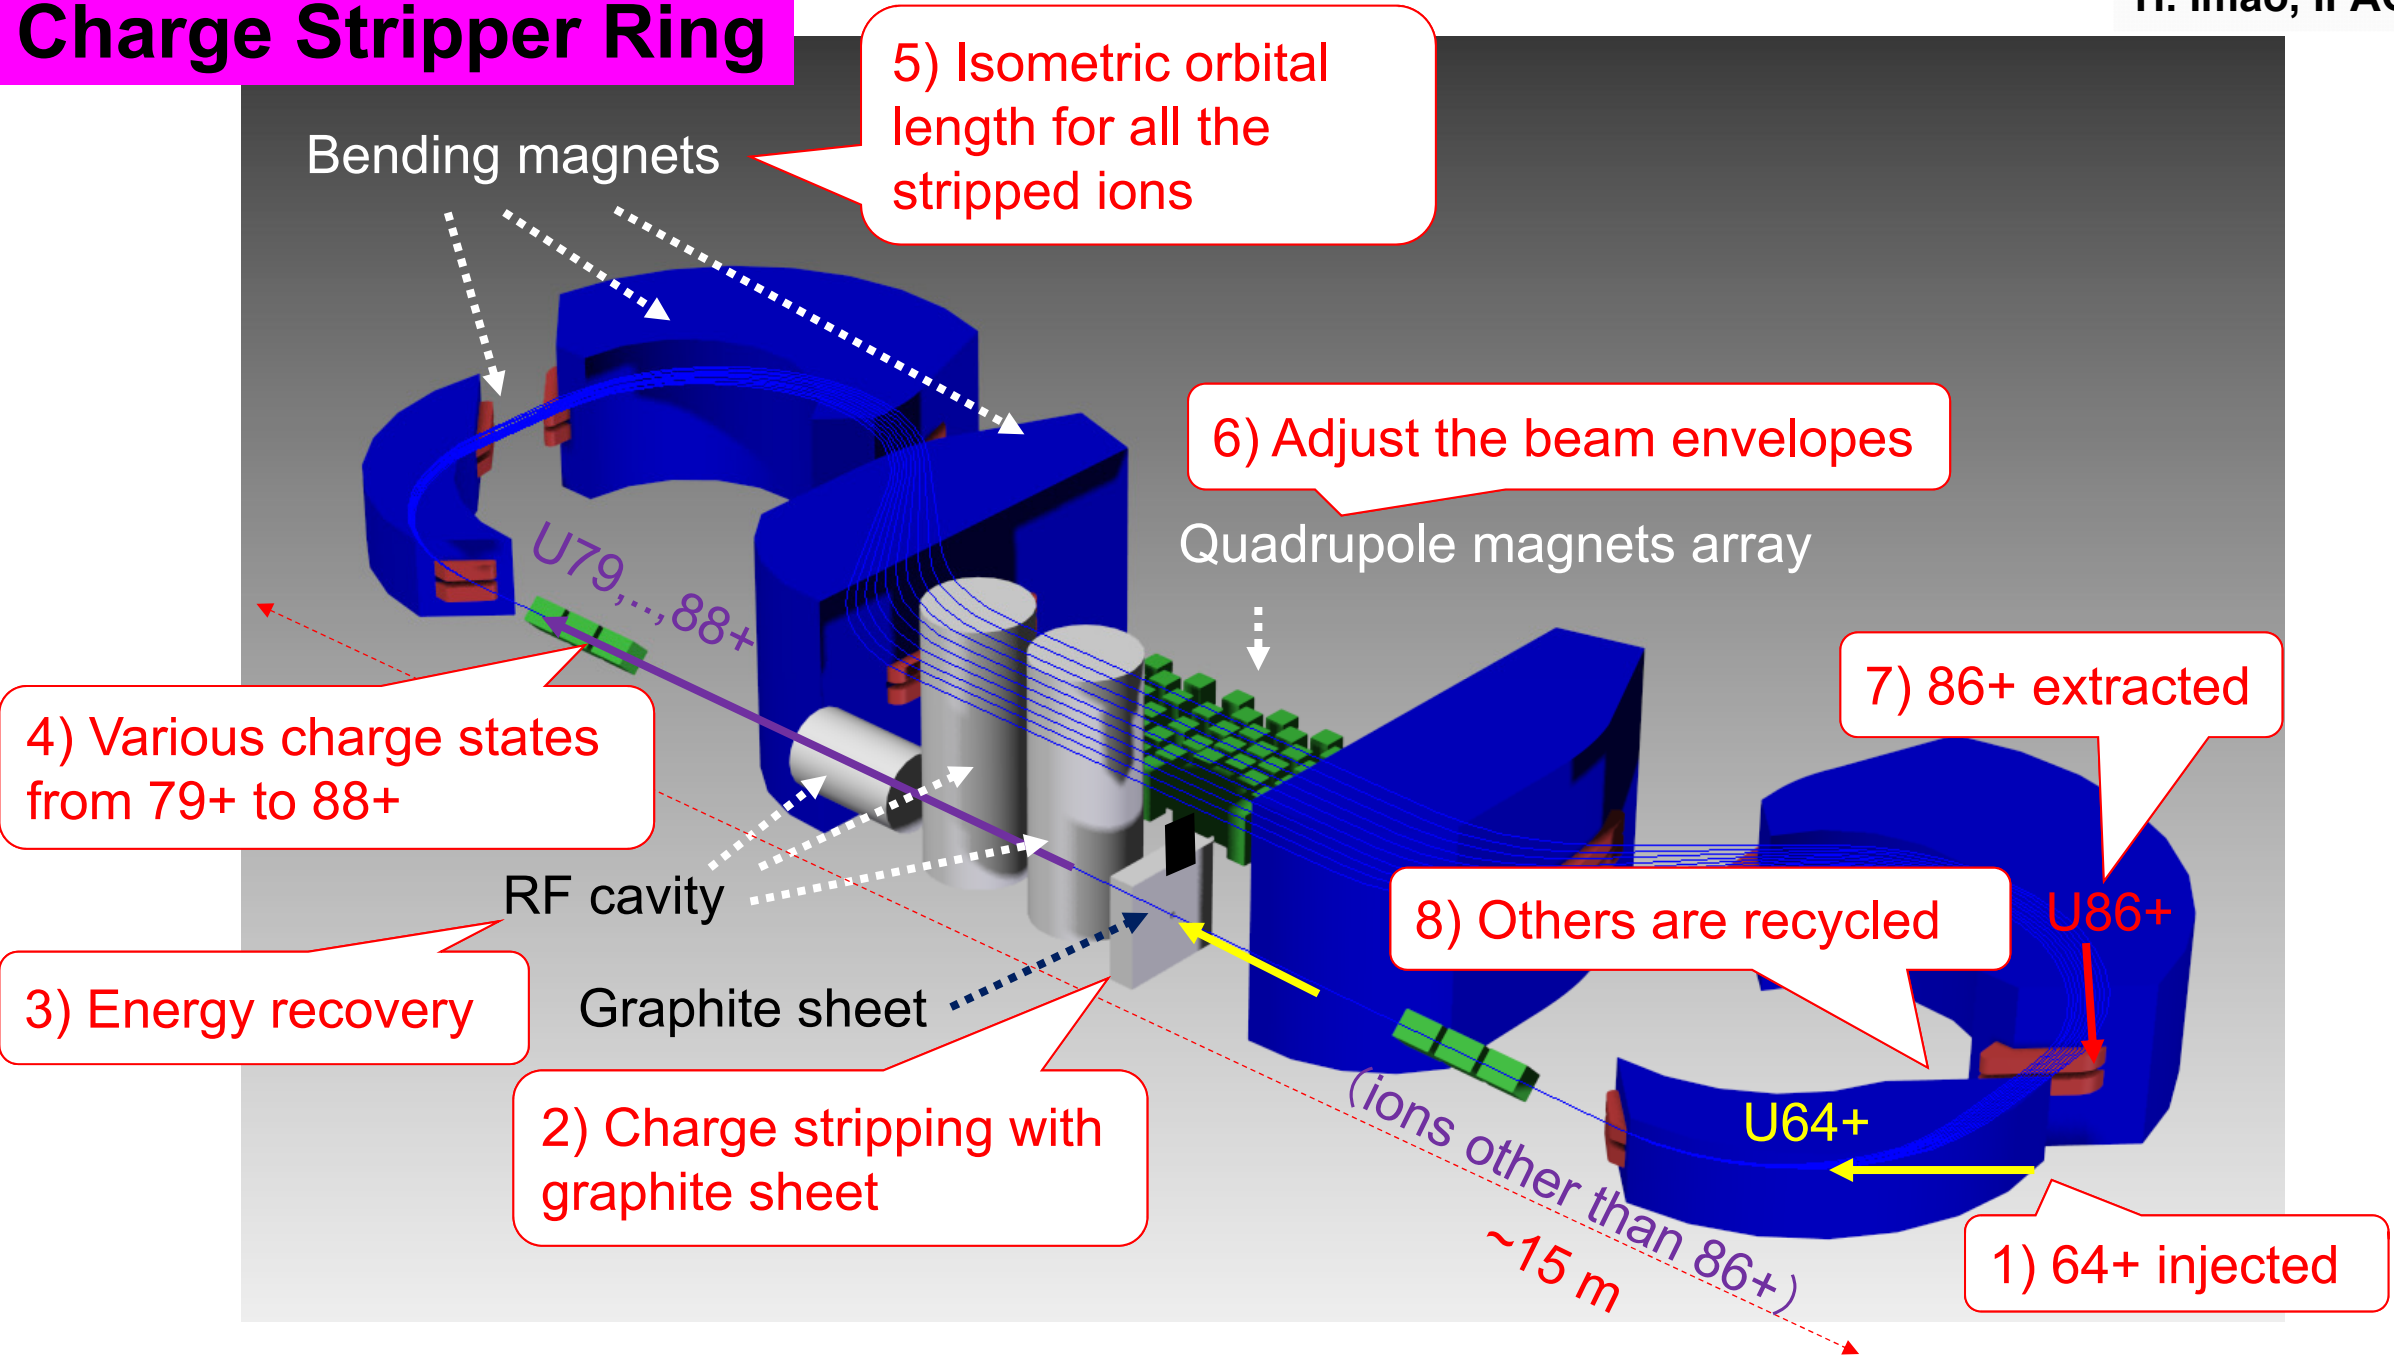 Charge Stripper Ring
5) Isometric orbital
length for all the
stripped ions
Bending magnets
6) Adjust the beam envelopes
Quadrupole magnets array
U79,..,88+
7) 86+ extracted
4) Various charge states
from 79+ to 88+
RF cavity
8) Others are recycled
U86+
3) Energy recovery
Graphite sheet
2) Charge stripping with
graphite sheet
U64+
(ions other than 86+)
~15 m
1) 64+ injected